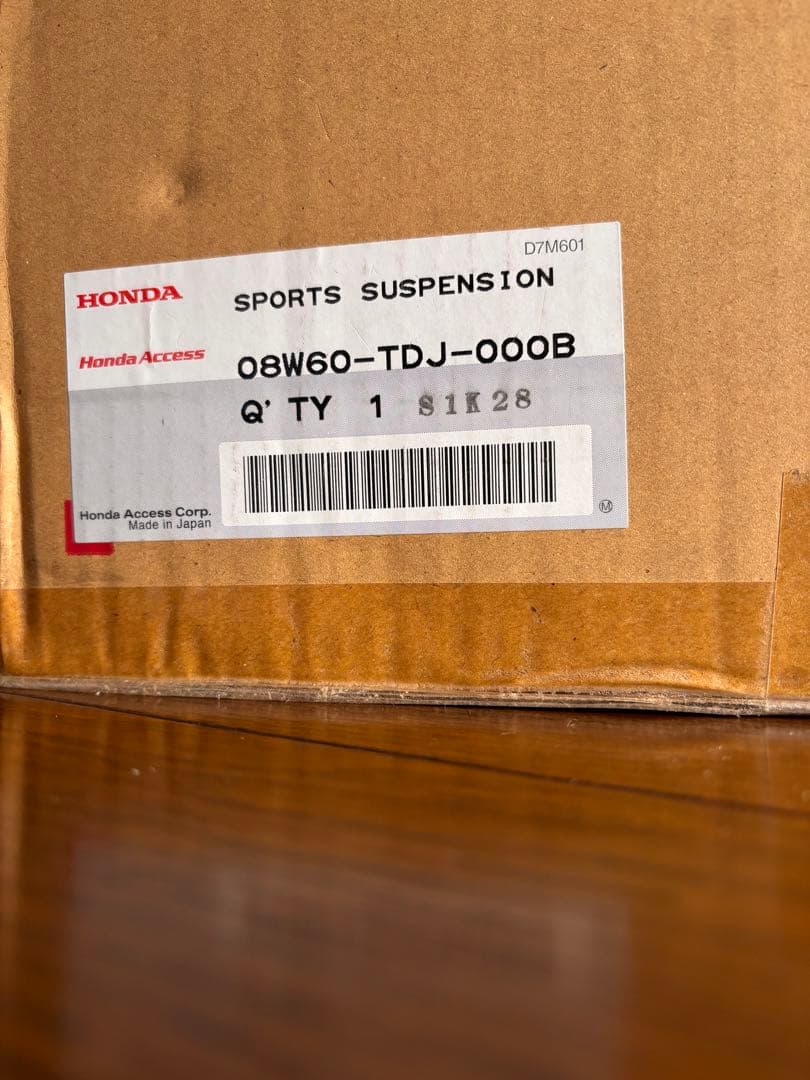 D7M601
HONDA SPORTS SUSPENSION
Honda Access 08W60-TDJ-000B
Q' TY 1 S1K28
Honda Access Corp.
Made in Japan
M